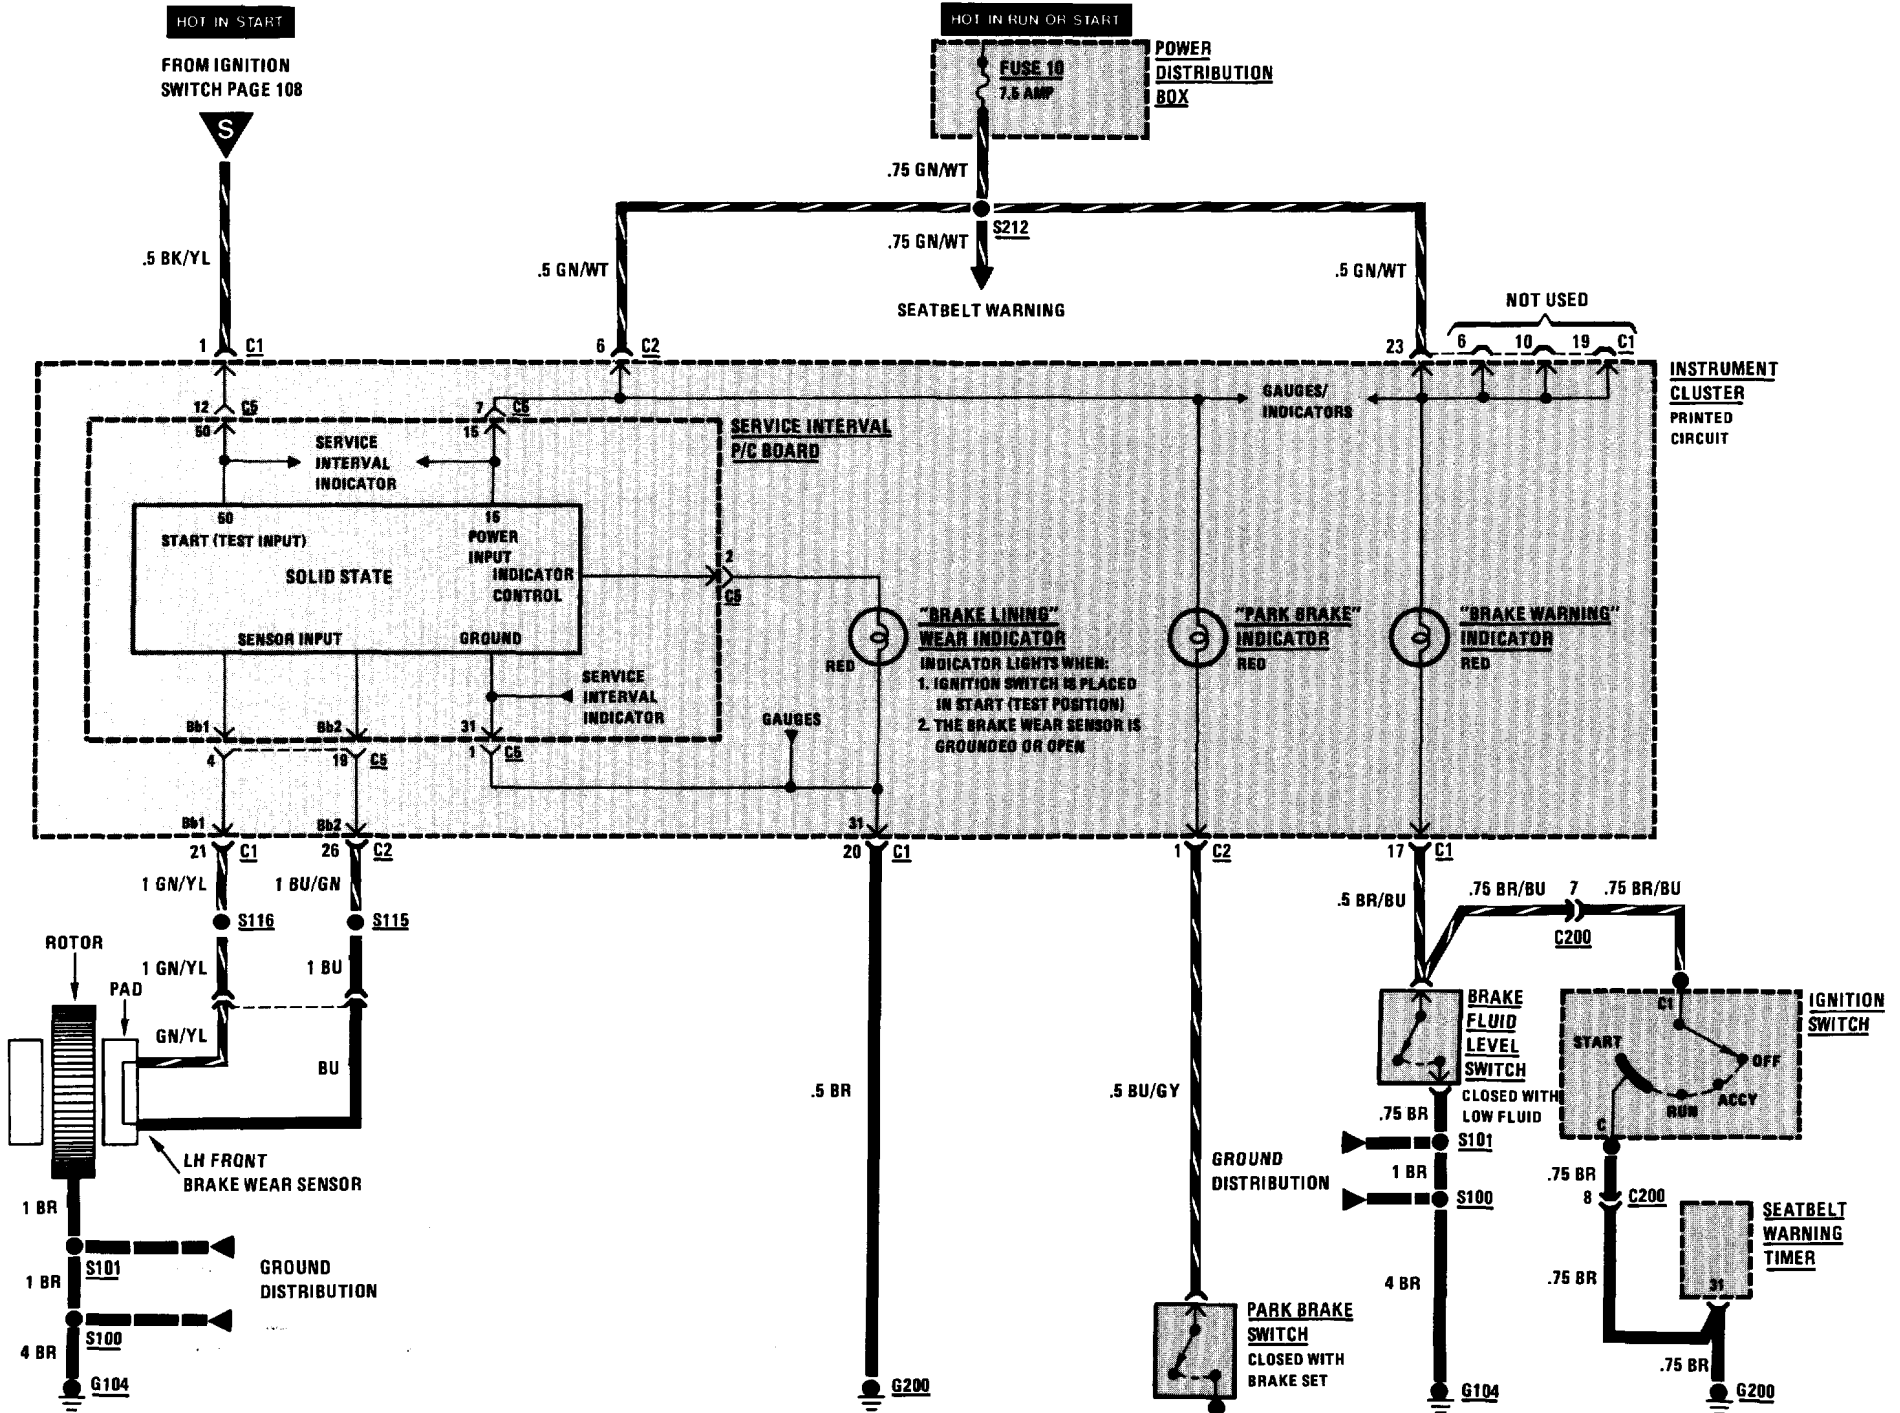 HOT IN START
FROM IGNITION
SWITCH PAGE 108
S
.5 BK/YL
HOT IN RUN OR START
FUSE 10
7.5 AMP
POWER
DISTRIBUTION
BOX
.75 GN/WT
S212
.75 GN/WT
SEATBELT WARNING
.5 GN/WT
.5 GN/WT
NOT USED
1 C1
6 C2
23 6 10 19 C1
INSTRUMENT
CLUSTER
PRINTED
CIRCUIT
GAUGES/
INDICATORS
12 C5
50
7 C5
15
SERVICE INTERVAL
P/C BOARD
SERVICE
INTERVAL
INDICATOR
50
START (TEST INPUT)
15
POWER
INPUT
SOLID STATE
INDICATOR
CONTROL
SENSOR INPUT
GROUND
2
C5
RED
"BRAKE LINING"
WEAR INDICATOR
INDICATOR LIGHTS WHEN:
1. IGNITION SWITCH IS PLACED
IN START (TEST POSITION)
2. THE BRAKE WEAR SENSOR IS
GROUNDED OR OPEN
"PARK BRAKE"
INDICATOR
RED
"BRAKE WARNING"
INDICATOR
RED
SERVICE
INTERVAL
INDICATOR
GAUGES
Bb1 Bb2 31
4 19 C5 1 C5
Bb1 Bb2 31
21 C1
26 C2
20 C1
1 C2
17 C1
1 GN/YL
1 BU/GN
S116
S115
ROTOR
PAD
1 GN/YL
1 BU
GN/YL
BU
LH FRONT
BRAKE WEAR SENSOR
1 BR
S101
1 BR
GROUND
DISTRIBUTION
S100
4 BR
G104
.5 BR
G200
.5 BU/GY
PARK BRAKE
SWITCH
CLOSED WITH
BRAKE SET
.5 BR/BU
.75 BR/BU 7 .75 BR/BU
C200
BRAKE
FLUID
LEVEL
SWITCH
CLOSED WITH
LOW FLUID
.75 BR
S101
GROUND
DISTRIBUTION
1 BR
S100
4 BR
G104
IGNITION
SWITCH
C1
START
OFF
ACCY
RUN
C
.75 BR
8 C200
SEATBELT
WARNING
TIMER
.75 BR
31
.75 BR
G200